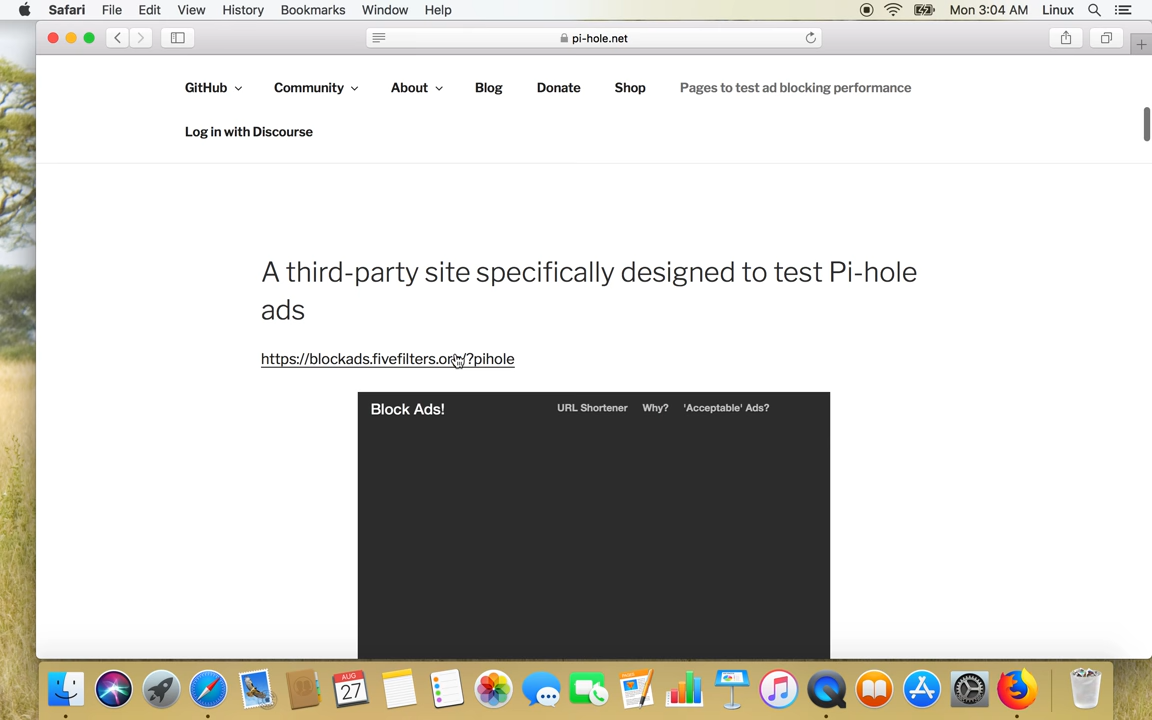 Safari File Edit View History Bookmarks Window Help Mon 3:04 AM Linux
pi-hole.net
GitHub Community About Blog Donate Shop Pages to test ad blocking performance
Log in with Discourse
A third-party site specifically designed to test Pi-hole
ads
https://blockads.fivefilters.org/?pihole
Block Ads! URL Shortener Why? 'Acceptable' Ads?
AUG
27